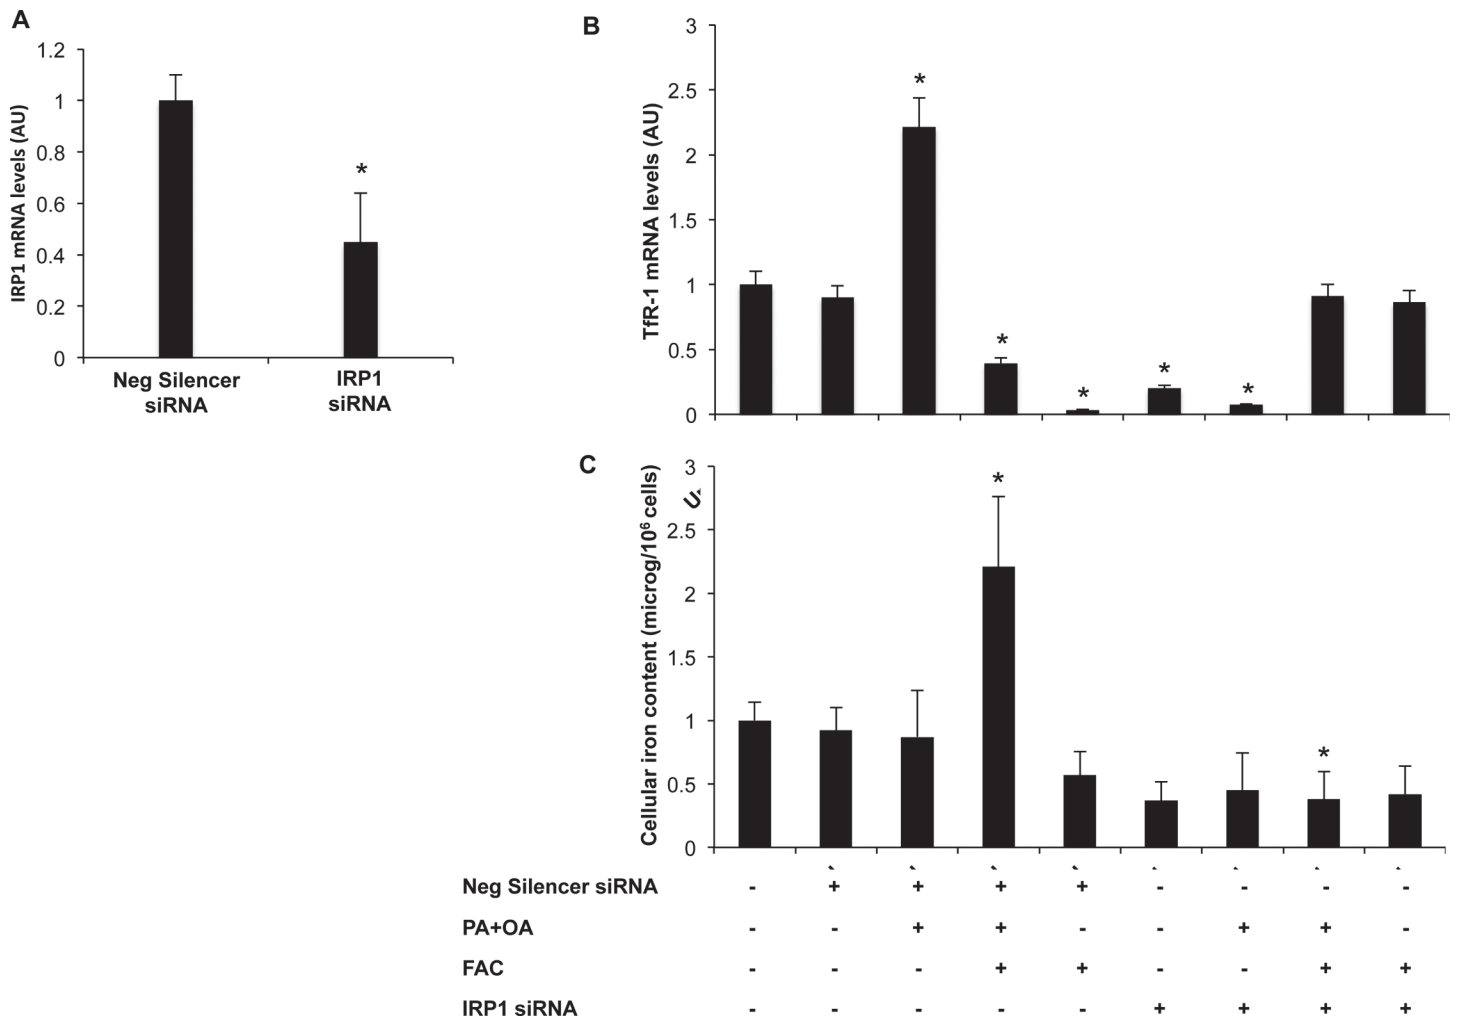 A
1.2
1
0.8
0.6
0.4
0.2
0
IRP1 mRNA levels (AU)
*
Neg Silencer siRNA
IRP1 siRNA
B
3
2.5
2
1.5
1
0.5
0
TfR-1 mRNA levels (AU)
* * * * *
C
3
2.5
2
1.5
1
0.5
0
Cellular iron content (microg/10⁶ cells)
* *
Neg Silencer siRNA - + + + + - - - -
PA+OA - - + + - - + + -
FAC - - - + + - - + +
IRP1 siRNA - - - - - + + + +